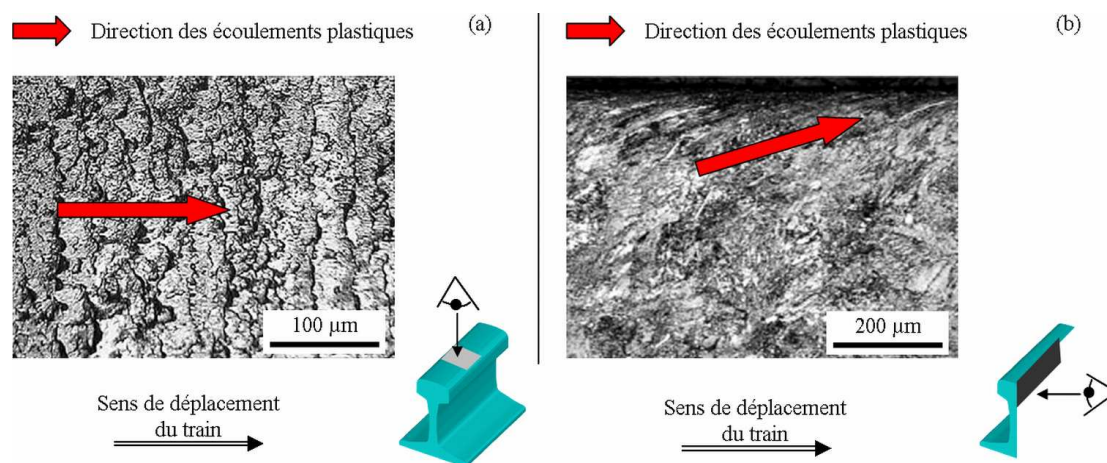 Direction des écoulements plastiques
(a)
100 µm
Sens de déplacement
du train
Direction des écoulements plastiques
(b)
200 µm
Sens de déplacement
du train